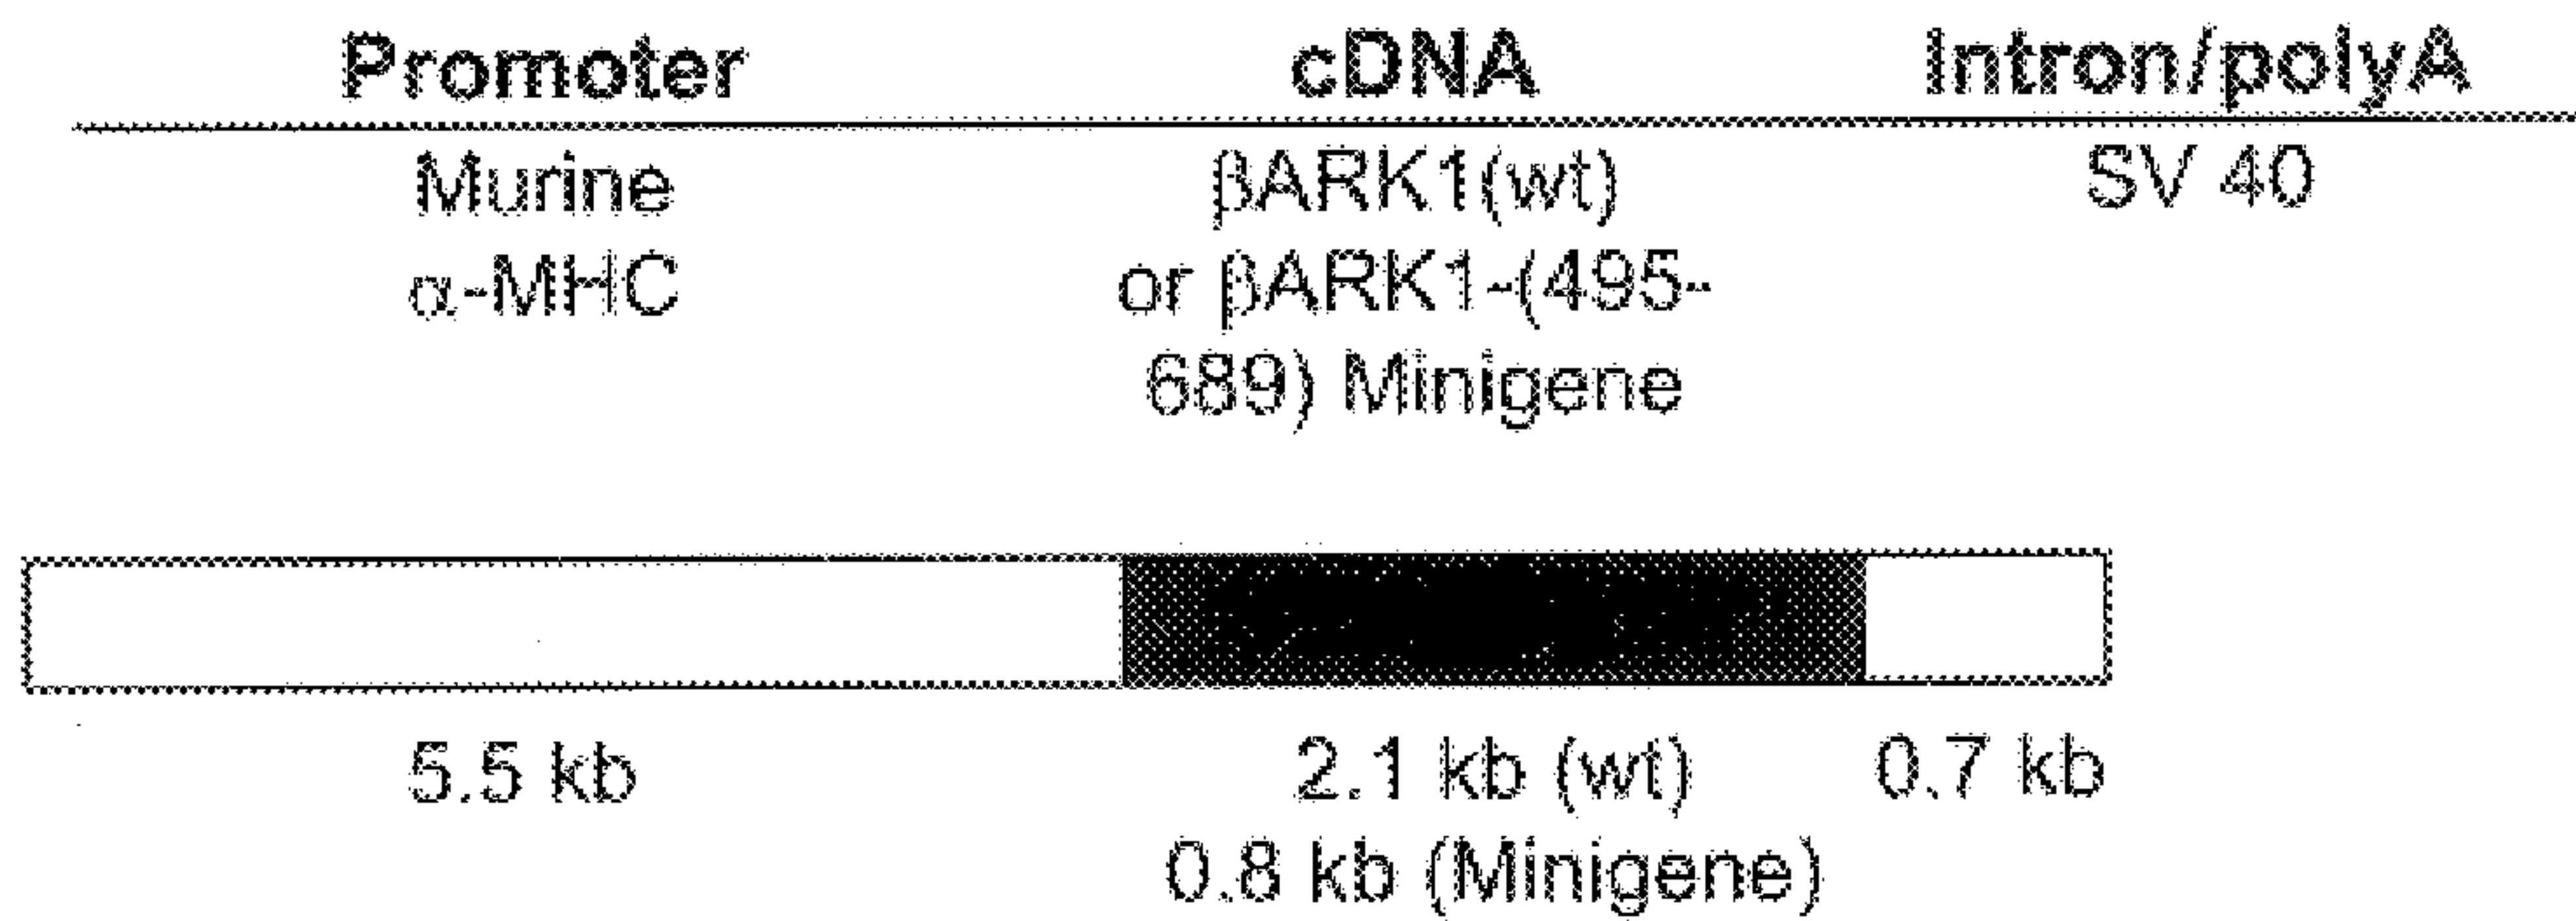 Promoter cDNA Intron/polyA
Murine βARK1(wt) SV 40
α-MHC or βARK1-(495-
689) Minigene
5.5 kb 2.1 kb (wt) 0.7 kb
0.8 kb (Minigene)